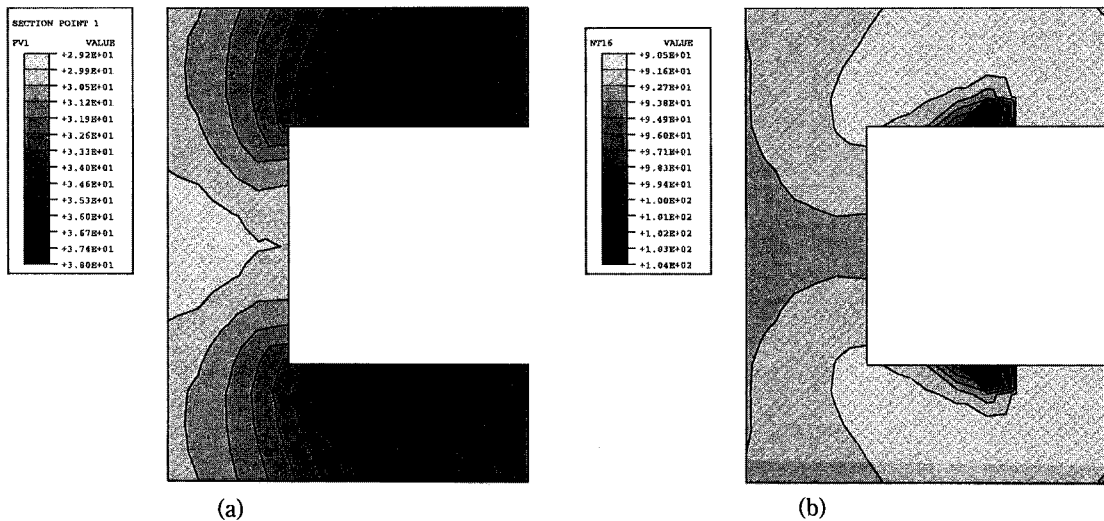 SECTION POINT 1
FV1 VALUE
+2.92E+01
+2.99E+01
+3.05E+01
+3.12E+01
+3.19E+01
+3.26E+01
+3.33E+01
+3.40E+01
+3.46E+01
+3.53E+01
+3.60E+01
+3.67E+01
+3.74E+01
+3.80E+01
(a)
NT16 VALUE
+9.05E+01
+9.16E+01
+9.27E+01
+9.38E+01
+9.49E+01
+9.60E+01
+9.71E+01
+9.83E+01
+9.94E+01
+1.00E+02
+1.01E+02
+1.02E+02
+1.03E+02
+1.04E+02
(b)